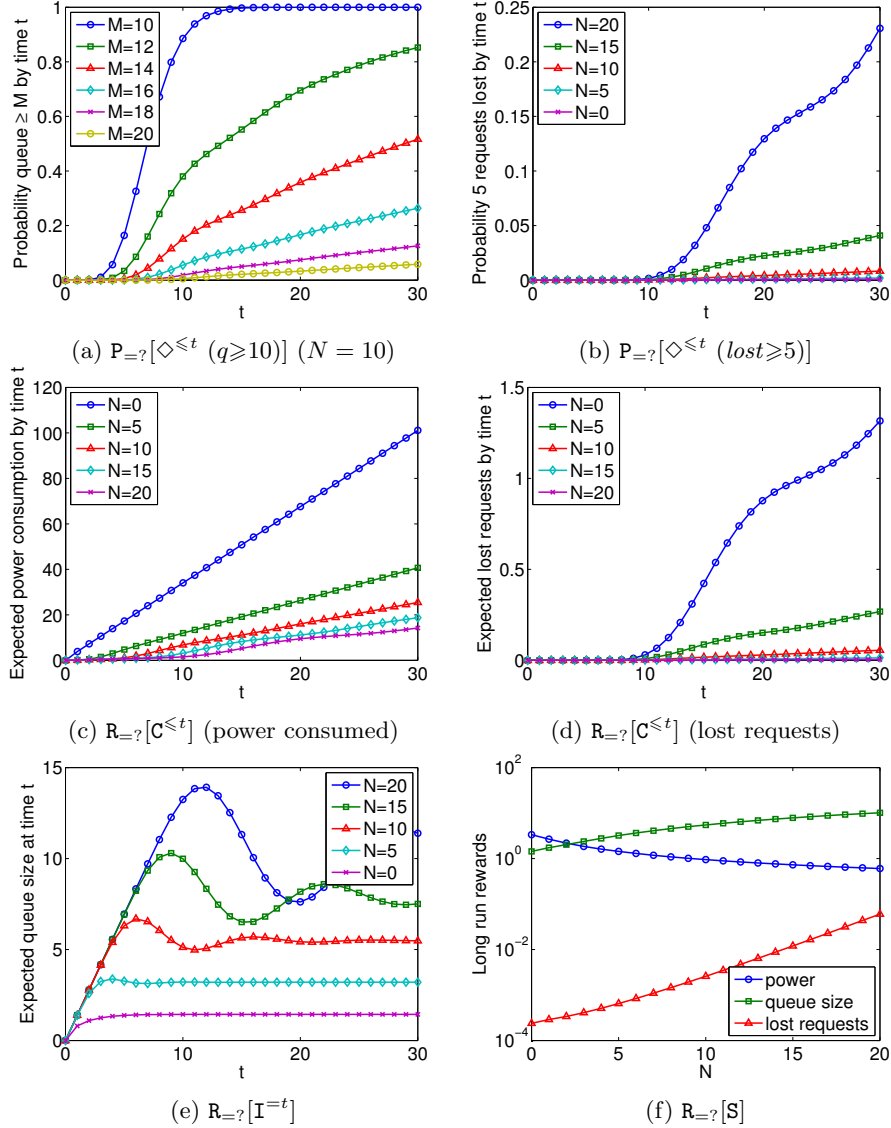 Probability queue ≥ M by time t
1
0.8
0.6
0.4
0.2
0
0 10 20 30
t
M=10
M=12
M=14
M=16
M=18
M=20
(a) P=?[◇⩽t (q⩾10)] (N = 10)
Probability 5 requests lost by time t
0.25
0.2
0.15
0.1
0.05
0
0 10 20 30
t
N=20
N=15
N=10
N=5
N=0
(b) P=?[◇⩽t (lost⩾5)]
Expected power consumption by time t
120
100
80
60
40
20
0
0 10 20 30
t
N=0
N=5
N=10
N=15
N=20
(c) R=?[C⩽t] (power consumed)
Expected lost requests by time t
1.5
1
0.5
0
0 10 20 30
t
N=0
N=5
N=10
N=15
N=20
(d) R=?[C⩽t] (lost requests)
Expected queue size at time t
15
10
5
0
0 10 20 30
t
N=20
N=15
N=10
N=5
N=0
(e) R=?[I=t]
Long run rewards
10^2
10^0
10^−2
10^−4
0 5 10 15 20
N
power
queue size
lost requests
(f) R=?[S]